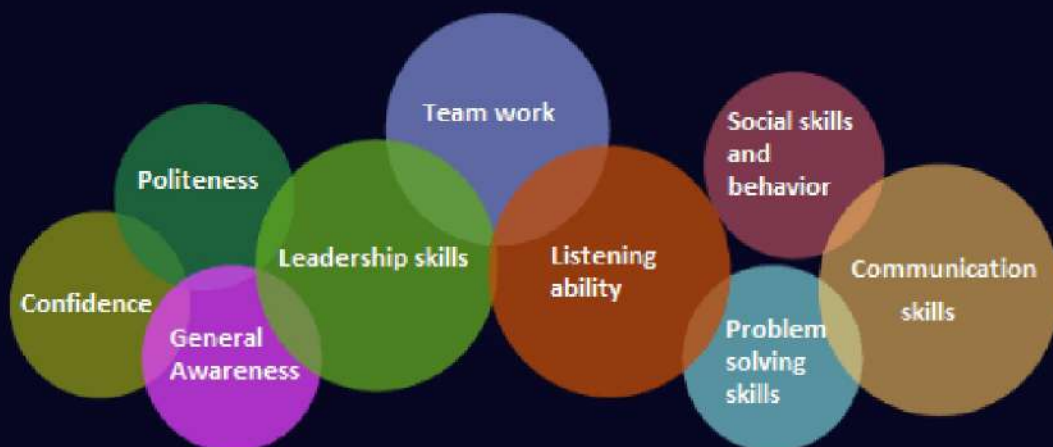 Team work
Social skills
and
behavior
Politeness
Leadership skills
Listening
ability
Communication
skills
Confidence
General
Awareness
Problem
solving
skills